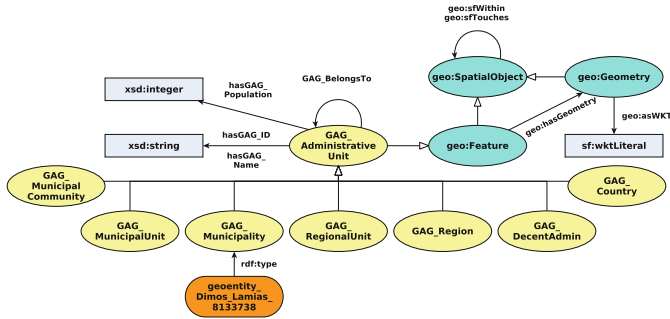 geo:sfWithin
geo:sfTouches
xsd:integer
hasGAG_
Population
GAG_BelongsTo
geo:SpatialObject
geo:Geometry
geo:hasGeometry
geo:asWKT
xsd:string
hasGAG_ID
hasGAG_
Name
GAG_
Administrative
Unit
geo:Feature
sf:wktLiteral
GAG_
Municipal
Community
GAG_
Country
GAG_
MunicipalUnit
GAG_
Municipality
GAG_
RegionalUnit
GAG_Region
GAG_
DecentAdmin
rdf:type
geoentity_
Dimos_Lamias_
8133738